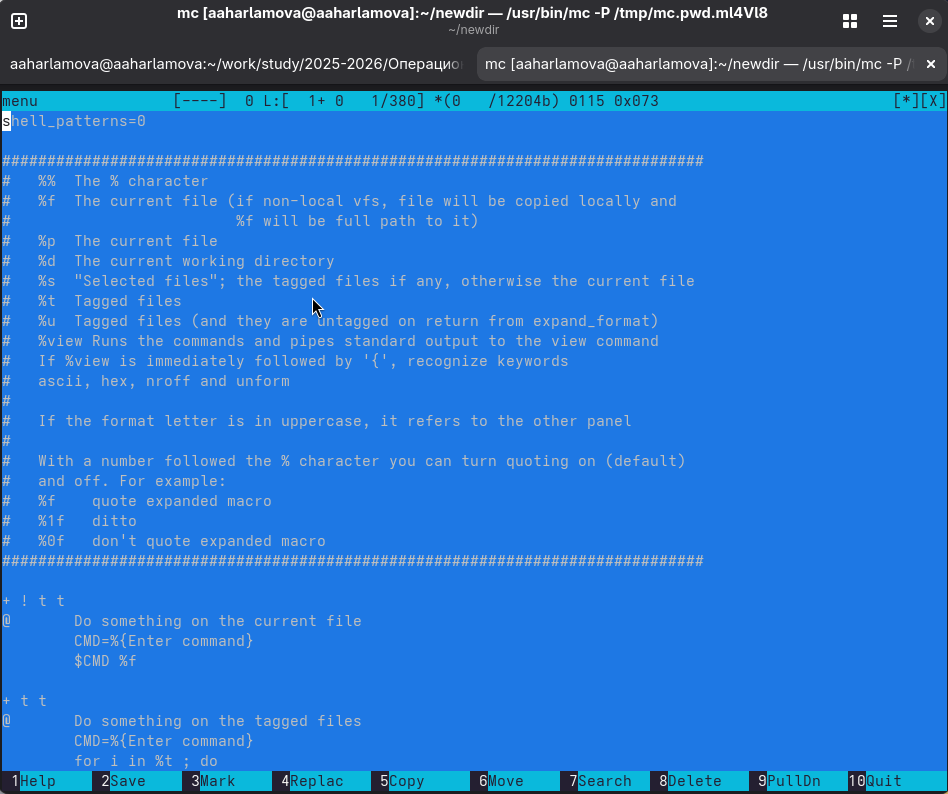 mc [aaharlamova@aaharlamova]:~/newdir — /usr/bin/mc -P /tmp/mc.pwd.ml4Vl8
~/newdir
aaharlamova@aaharlamova:~/work/study/2025-2026/Операцио
mc [aaharlamova@aaharlamova]:~/newdir — /usr/bin/mc -P /
menu [----] 0 L:[ 1+ 0 1/380] *(0 /12204b) 0115 0x073 [*][X]
shell_patterns=0
##############################################################################
# %% The % character
# %f The current file (if non-local vfs, file will be copied locally and
# %f will be full path to it)
# %p The current file
# %d The current working directory
# %s "Selected files"; the tagged files if any, otherwise the current file
# %t Tagged files
# %u Tagged files (and they are untagged on return from expand_format)
# %view Runs the commands and pipes standard output to the view command
# If %view is immediately followed by '{', recognize keywords
# ascii, hex, nroff and unform
#
# If the format letter is in uppercase, it refers to the other panel
#
# With a number followed the % character you can turn quoting on (default)
# and off. For example:
# %f quote expanded macro
# %1f ditto
# %0f don't quote expanded macro
##############################################################################
+ ! t t
@ Do something on the current file
CMD=%{Enter command}
$CMD %f
+ t t
@ Do something on the tagged files
CMD=%{Enter command}
for i in %t ; do
1Help 2Save 3Mark 4Replac 5Copy 6Move 7Search 8Delete 9PullDn 10Quit